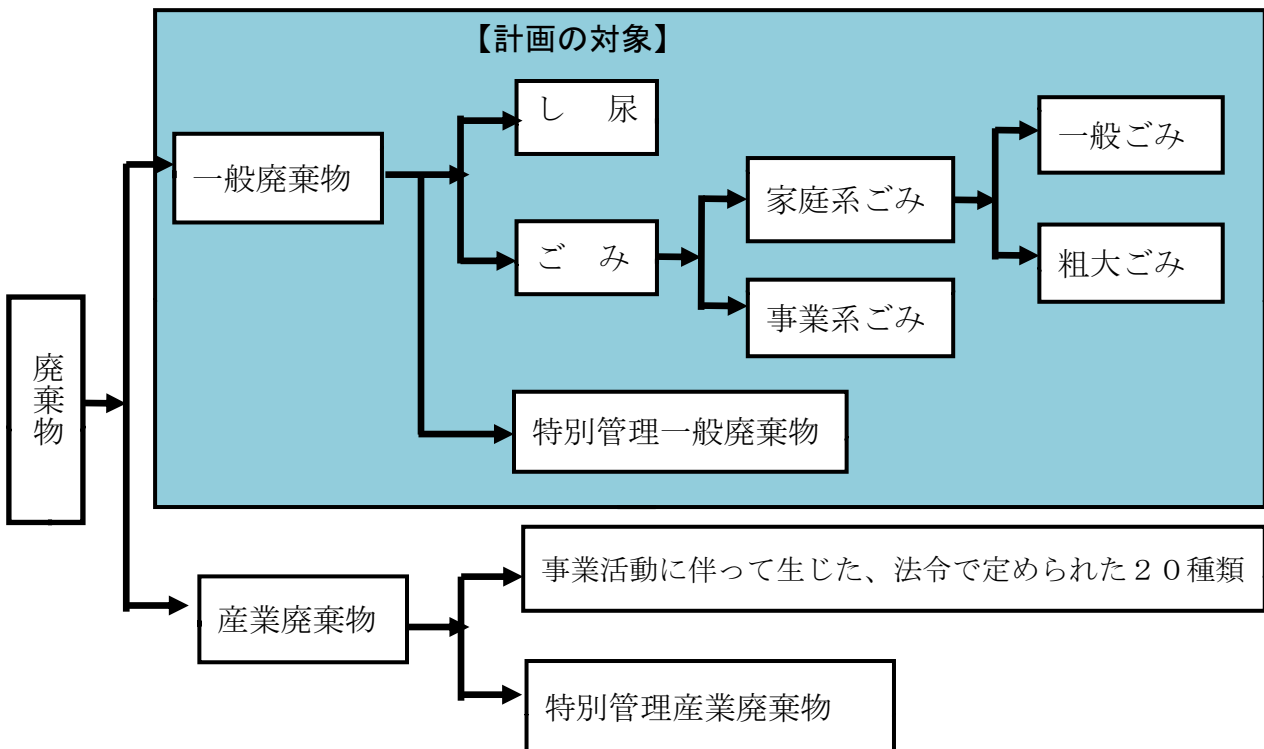 【計画の対象】
し　尿
一般ごみ
一般廃棄物
家庭系ごみ
ご　み
粗大ごみ
事業系ごみ
廃棄物
特別管理一般廃棄物
事業活動に伴って生じた、法令で定められた２０種類
産業廃棄物
特別管理産業廃棄物